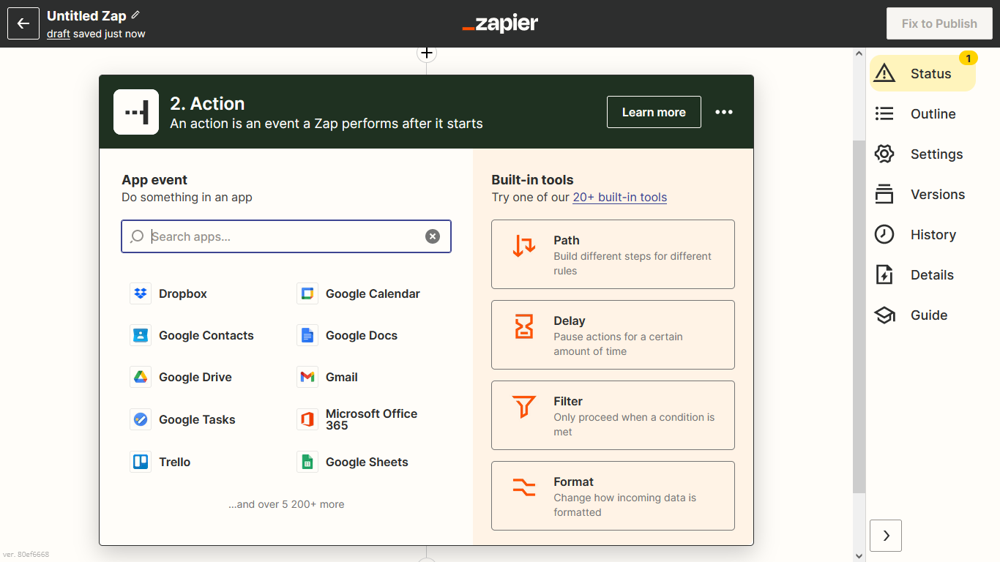 Untitled Zap
draft saved just now
zapier
Fix to Publish
2. Action
An action is an event a Zap performs after it starts
Learn more
App event
Do something in an app
Search apps...
Dropbox
Google Calendar
Google Contacts
Google Docs
Google Drive
Gmail
Google Tasks
Microsoft Office
365
Trello
Google Sheets
...and over 5 200+ more
Built-in tools
Try one of our 20+ built-in tools
Path
Build different steps for different
rules
Delay
Pause actions for a certain
amount of time
Filter
Only proceed when a condition is
met
Format
Change how incoming data is
formatted
1
Status
Outline
Settings
Versions
History
Details
Guide
ver. 80ef6668